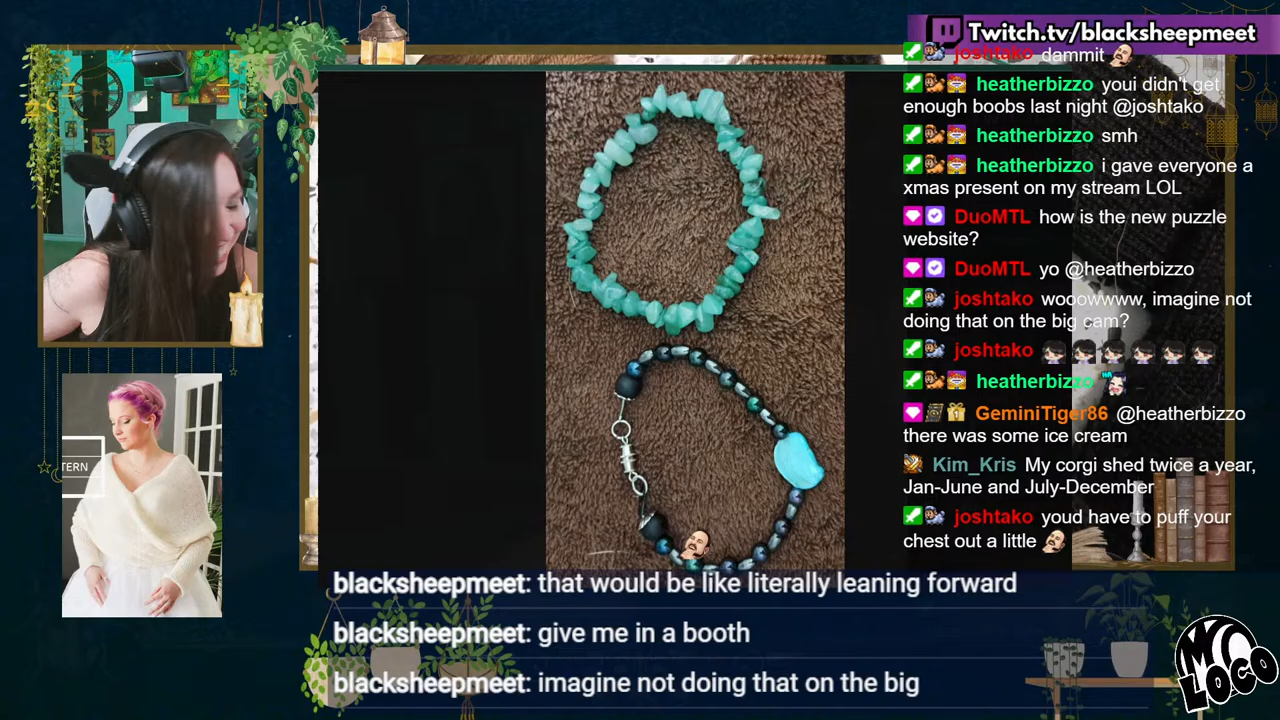 Twitch.tv/blacksheepmeet
joshtako dammit
heatherbizzo youi didn't get
enough boobs last night @joshtako
heatherbizzo smh
heatherbizzo i gave everyone a
xmas present on my stream LOL
DuoMTL how is the new puzzle
website?
DuoMTL yo @heatherbizzo
joshtako wooowwww, imagine not
doing that on the big cam?
joshtako
heatherbizzo
GeminiTiger86 @heatherbizzo
there was some ice cream
Kim_Kris My corgi shed twice a year,
Jan-June and July-December
joshtako youd have to puff your
chest out a little
TERN
blacksheepmeet: that would be like literally leaning forward
blacksheepmeet: give me in a booth
blacksheepmeet: imagine not doing that on the big
MC
LOCO